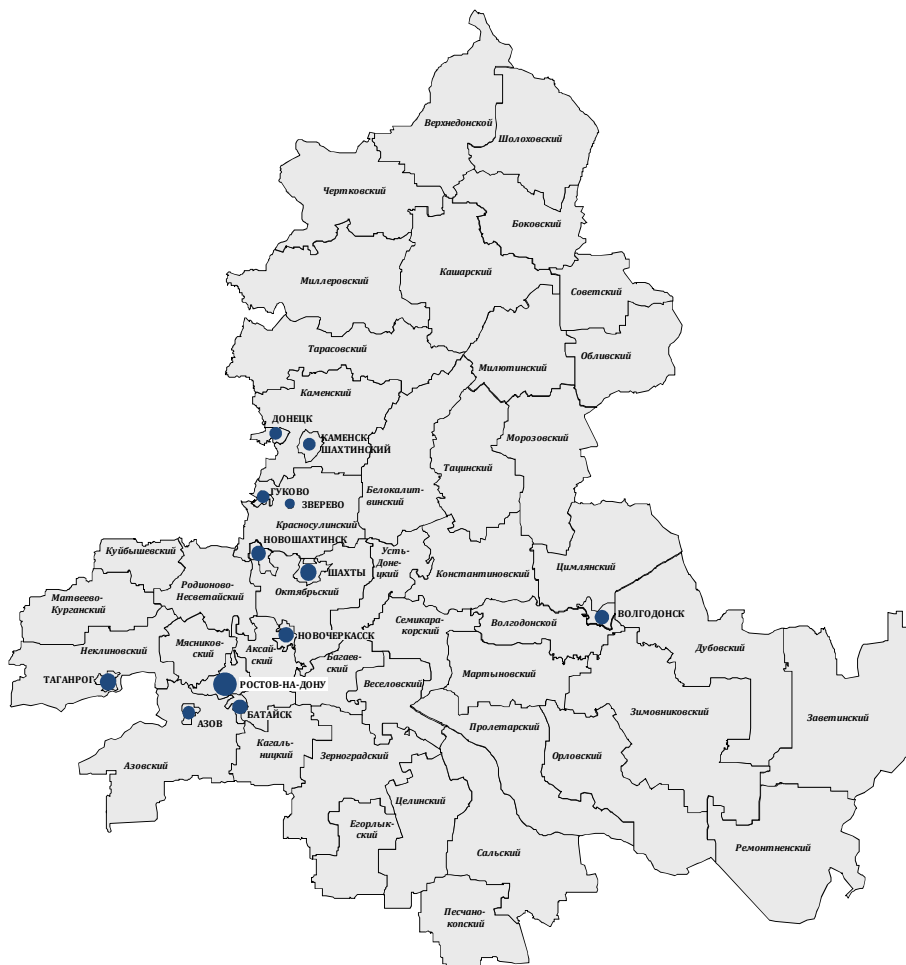 Верхнедонской
Шолоховский
Чертковский
Боковский
Миллеровский
Кашарский
Советский
Тарасовский
Милютинский
Обливский
Каменский
ДОНЕЦК
КАМЕНСК-
ШАХТИНСКИЙ
Морозовский
Тацинский
Белокалит-
винский
ГУКОВО
ЗВЕРЕВО
Красносулинский
НОВОШАХТИНСК
Куйбышевский
Усть-
Доне-
цкий
Константиновский
Цимлянский
ШАХТЫ
Октябрьский
Родионово-
Несветайский
Матвеево-
Курганский
Семикара-
корский
Волгодонской
ВОЛГОДОНСК
НОВОЧЕРКАССК
Мясников-
ский
Аксай-
ский
Неклиновский
Багаев-
ский
Дубовский
Мартыновский
ТАГАНРОГ
РОСТОВ-НА-ДОНУ
Веселовский
Зимовниковский
Заветинский
БАТАЙСК
АЗОВ
Пролетарский
Кагаль-
ницкий
Зерноградский
Орловский
Азовский
Целинский
Егорлык-
ский
Сальский
Ремонтненский
Песчано-
копский